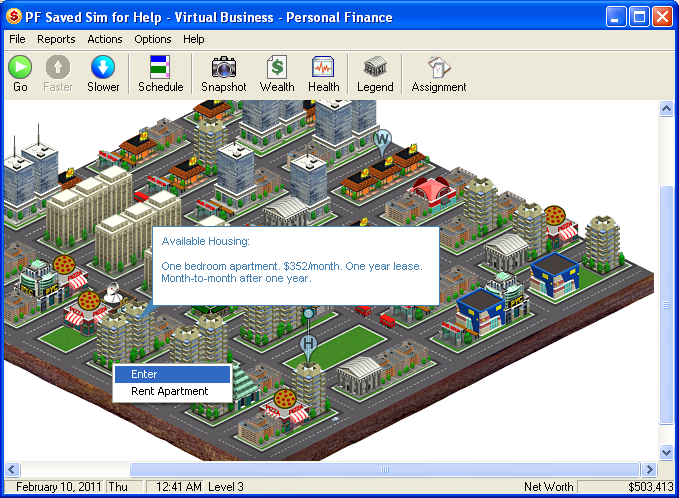 PF Saved Sim for Help - Virtual Business - Personal Finance
File Reports Actions Options Help
Go Faster Slower Schedule Snapshot Wealth Health Legend Assignment
W
Available Housing:
One bedroom apartment. $352/month. One year lease.
Month-to-month after one year.
H
Enter
Rent Apartment
February 10, 2011 Thu 12:41 AM Level 3 Net Worth $503,413